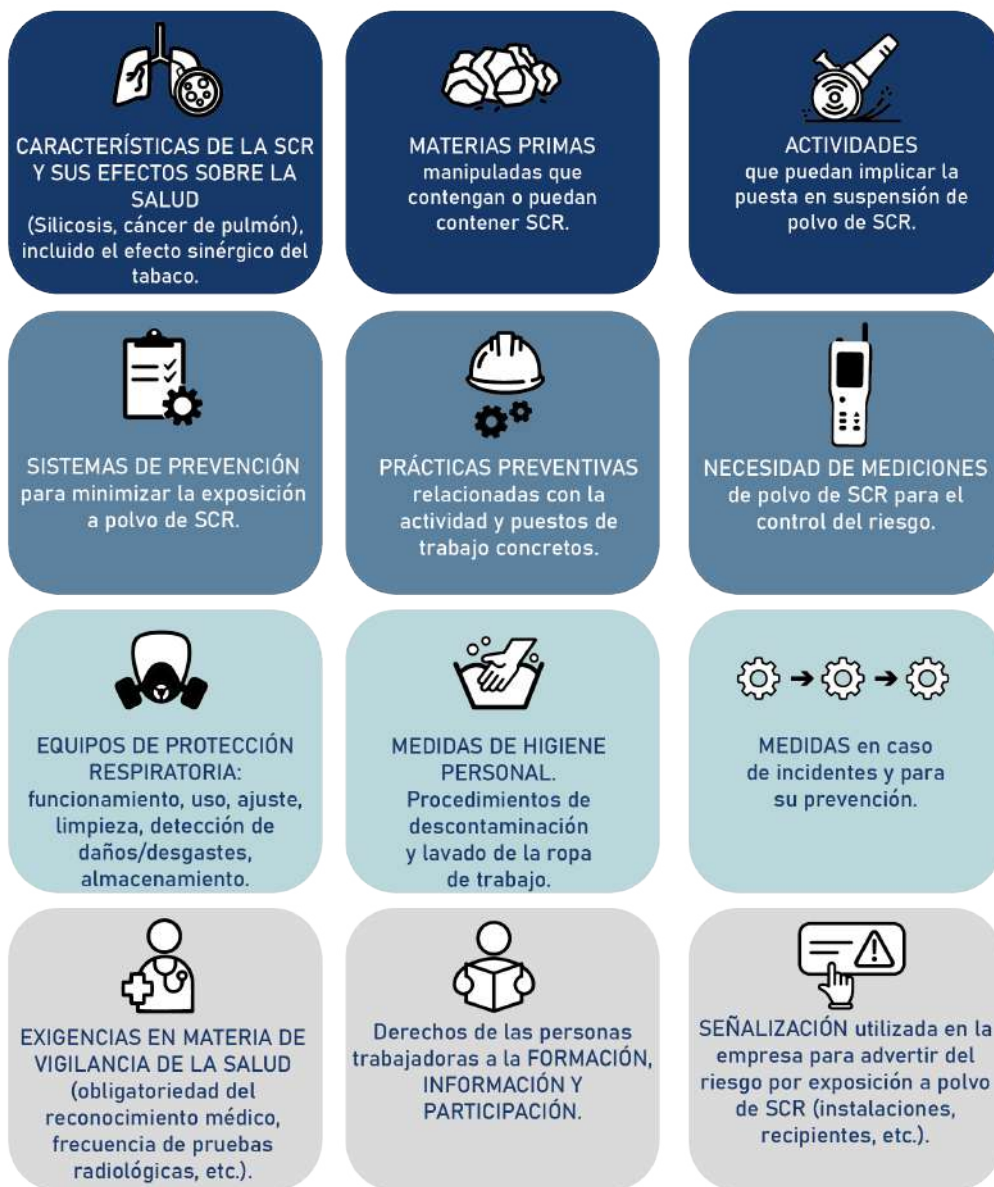 CARACTERÍSTICAS DE LA SCR
Y SUS EFECTOS SOBRE LA
SALUD
(Silicosis, cáncer de pulmón),
incluido el efecto sinérgico del
tabaco.
MATERIAS PRIMAS
manipuladas que
contengan o puedan
contener SCR.
ACTIVIDADES
que puedan implicar la
puesta en suspensión de
polvo de SCR.
SISTEMAS DE PREVENCIÓN
para minimizar la exposición
a polvo de SCR.
PRÁCTICAS PREVENTIVAS
relacionadas con la
actividad y puestos de
trabajo concretos.
NECESIDAD DE MEDICIONES
de polvo de SCR para el
control del riesgo.
EQUIPOS DE PROTECCIÓN
RESPIRATORIA:
funcionamiento, uso, ajuste,
limpieza, detección de
daños/desgastes,
almacenamiento.
MEDIDAS DE HIGIENE
PERSONAL.
Procedimientos de
descontaminación
y lavado de la ropa
de trabajo.
MEDIDAS en caso
de incidentes y para
su prevención.
EXIGENCIAS EN MATERIA DE
VIGILANCIA DE LA SALUD
(obligatoriedad del
reconocimiento médico,
frecuencia de pruebas
radiológicas, etc.).
Derechos de las personas
trabajadoras a la FORMACIÓN,
INFORMACIÓN Y
PARTICIPACIÓN.
SEÑALIZACIÓN utilizada en la
empresa para advertir del
riesgo por exposición a polvo
de SCR (instalaciones,
recipientes, etc.).